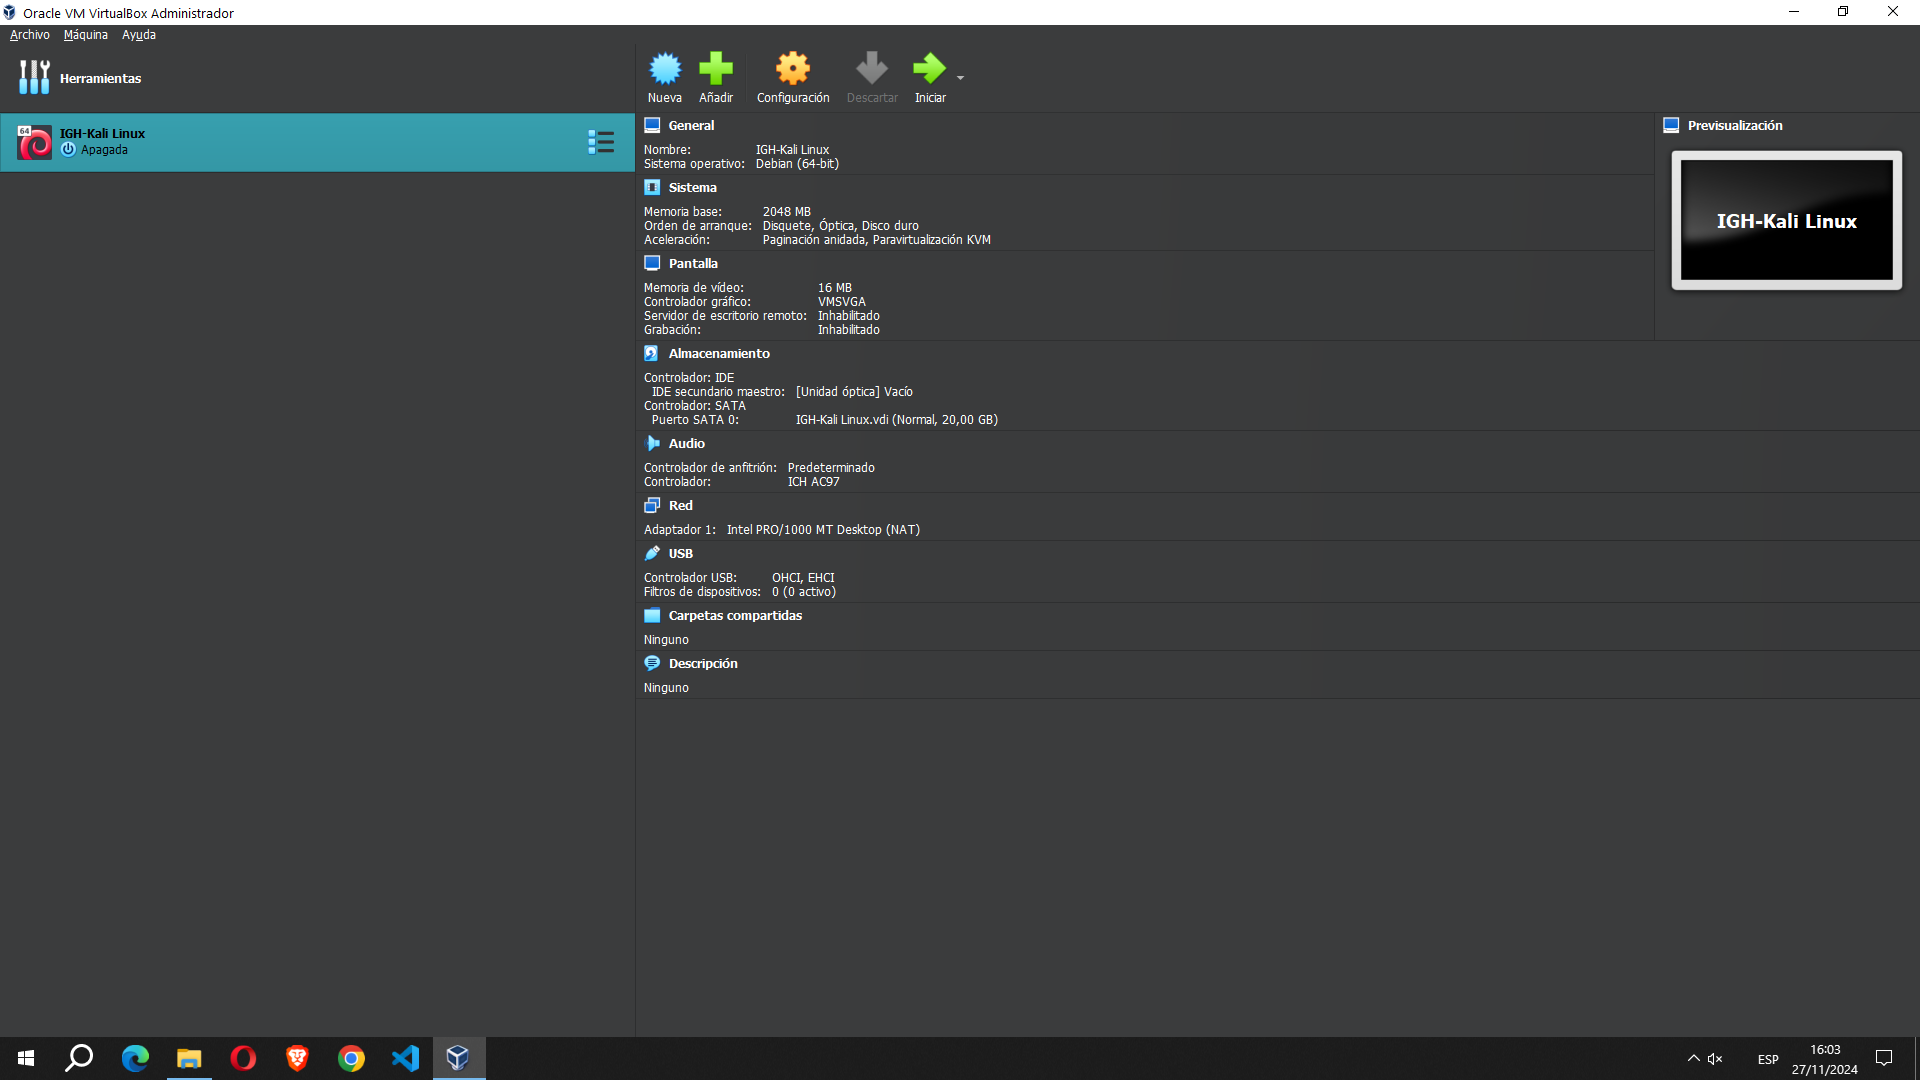 Oracle VM VirtualBox Administrador
Archivo Máquina Ayuda
Herramientas
Nueva Añadir Configuración Descartar Iniciar
64
IGH-Kali Linux
Apagada
General
Nombre: IGH-Kali Linux
Sistema operativo: Debian (64-bit)
Sistema
Memoria base: 2048 MB
Orden de arranque: Disquete, Óptica, Disco duro
Aceleración: Paginación anidada, Paravirtualización KVM
Pantalla
Memoria de vídeo: 16 MB
Controlador gráfico: VMSVGA
Servidor de escritorio remoto: Inhabilitado
Grabación: Inhabilitado
Previsualización
IGH-Kali Linux
Almacenamiento
Controlador: IDE
IDE secundario maestro: [Unidad óptica] Vacío
Controlador: SATA
Puerto SATA 0: IGH-Kali Linux.vdi (Normal, 20,00 GB)
Audio
Controlador de anfitrión: Predeterminado
Controlador: ICH AC97
Red
Adaptador 1: Intel PRO/1000 MT Desktop (NAT)
USB
Controlador USB: OHCI, EHCI
Filtros de dispositivos: 0 (0 activo)
Carpetas compartidas
Ninguno
Descripción
Ninguno
ESP
16:03
27/11/2024